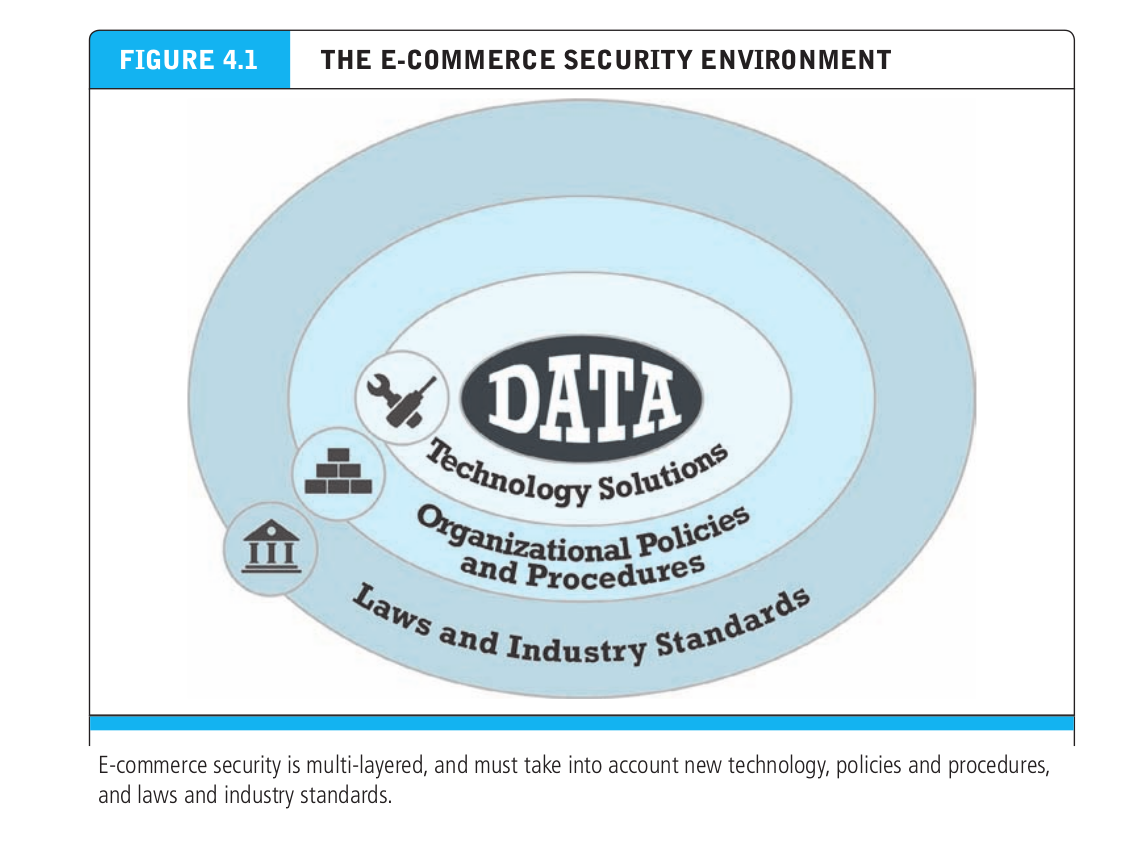 FIGURE 4.1 THE E-COMMERCE SECURITY ENVIRONMENT
DATA
Technology Solutions
Organizational Policies
and Procedures
Laws and Industry Standards
E-commerce security is multi-layered, and must take into account new technology, policies and procedures,
and laws and industry standards.